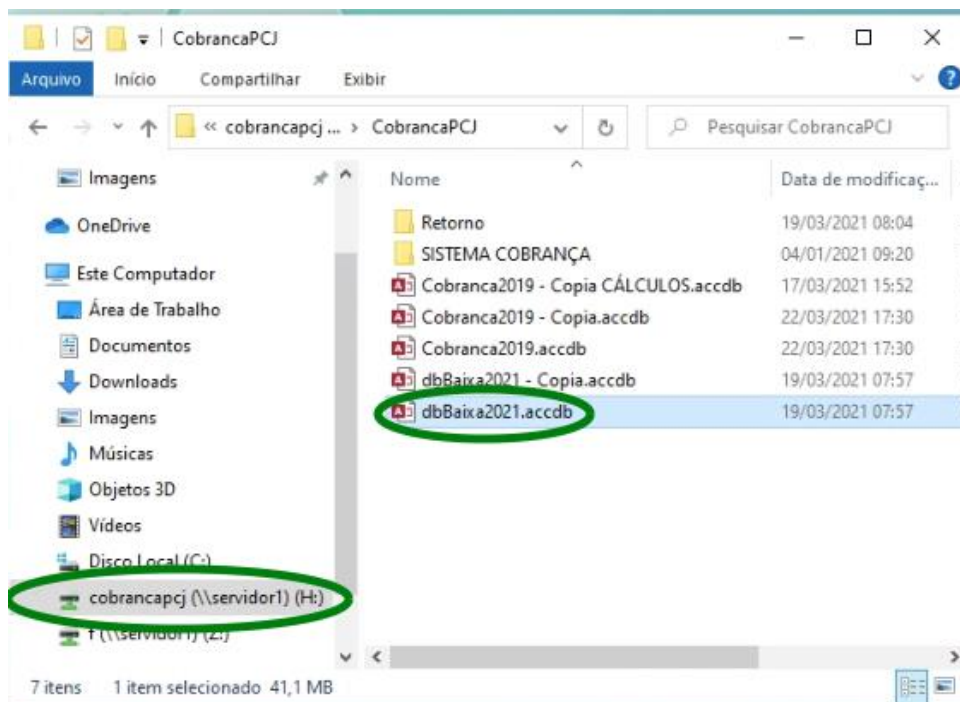 CobrancaPCJ
Arquivo Início Compartilhar Exibir
« cobrancapcj ... › CobrancaPCJ Pesquisar CobrancaPCJ
Imagens
OneDrive
Este Computador
Área de Trabalho
Documentos
Downloads
Imagens
Músicas
Objetos 3D
Vídeos
Disco Local (C:)
cobrancapcj (\\servidor1) (H:)
f (\\servidor1) (Z:)
Nome Data de modificaç...
Retorno 19/03/2021 08:04
SISTEMA COBRANÇA 04/01/2021 09:20
Cobranca2019 - Copia CÁLCULOS.accdb 17/03/2021 15:52
Cobranca2019 - Copia.accdb 22/03/2021 17:30
Cobranca2019.accdb 22/03/2021 17:30
dbBaixa2021 - Copia.accdb 19/03/2021 07:57
dbBaixa2021.accdb 19/03/2021 07:57
7 itens 1 item selecionado 41,1 MB